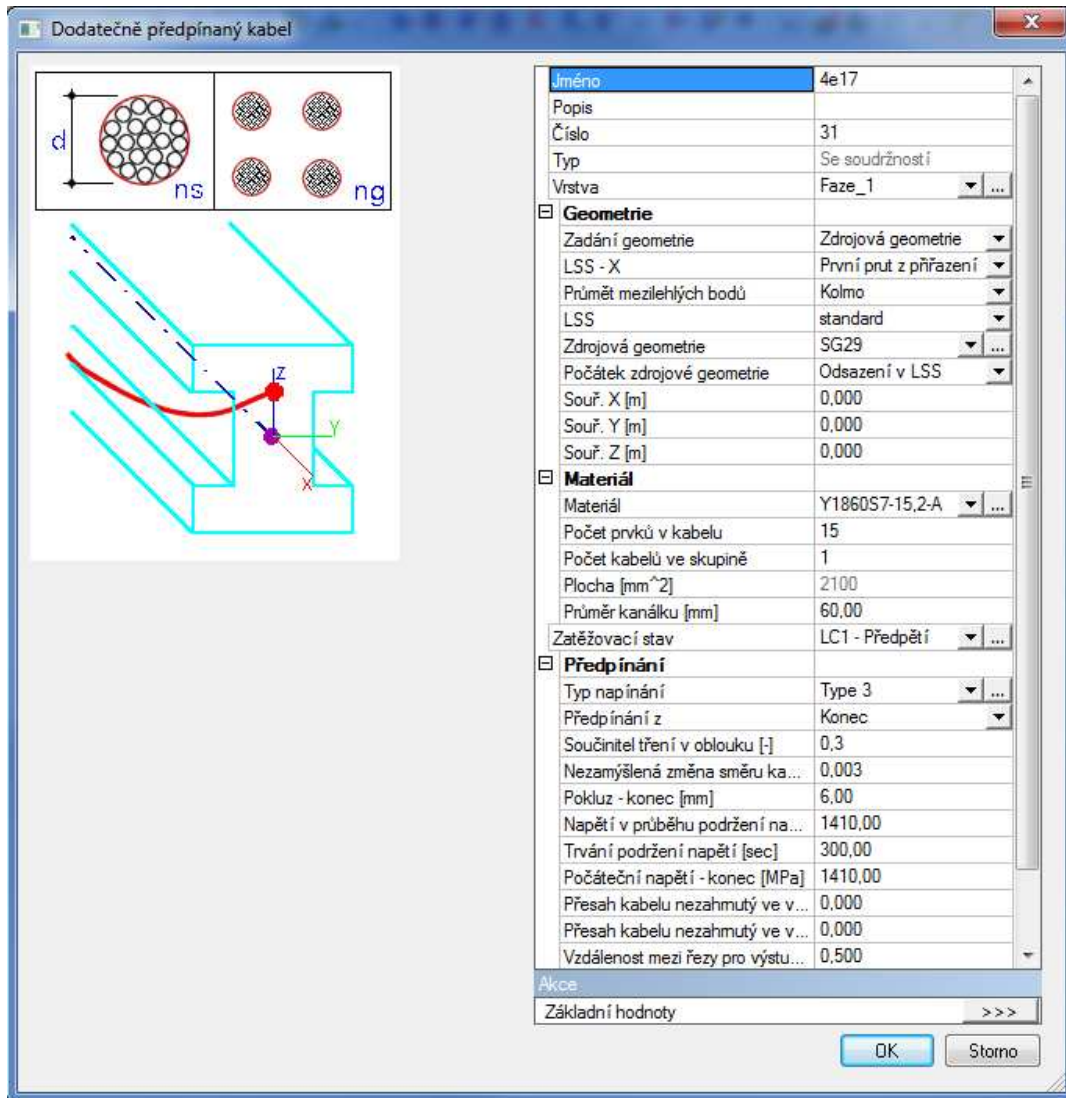 Dodatečně předpínaný kabel
d
ns
ng
Z
Y
X
Jméno 4e17
Popis
Číslo 31
Typ Se soudržností
Vrstva Faze_1 ...
Geometrie
Zadání geometrie Zdrojová geometrie
LSS - X První prut z přiřazení
Průmět mezilehlých bodů Kolmo
LSS standard
Zdrojová geometrie SG29 ...
Počátek zdrojové geometrie Odsazení v LSS
Souř. X [m] 0,000
Souř. Y [m] 0,000
Souř. Z [m] 0,000
Materiál
Materiál Y1860S7-15,2-A ...
Počet prvků v kabelu 15
Počet kabelů ve skupině 1
Plocha [mm^2] 2100
Průměr kanálku [mm] 60,00
Zatěžovací stav LC1 - Předpětí ...
Předpínání
Typ napínání Type 3 ...
Předpínání z Konec
Součinitel tření v oblouku [-] 0,3
Nezamýšlená změna směru ka... 0.003
Pokluz - konec [mm] 6,00
Napětí v průběhu podržení na... 1410,00
Trvání podržení napětí [sec] 300,00
Počáteční napětí - konec [MPa] 1410,00
Přesah kabelu nezahrnutý ve v... 0,000
Přesah kabelu nezahrnutý ve v... 0,000
Vzdálenost mezi řezy pro výstu... 0,500
Akce
Základní hodnoty >>>
OK Storno